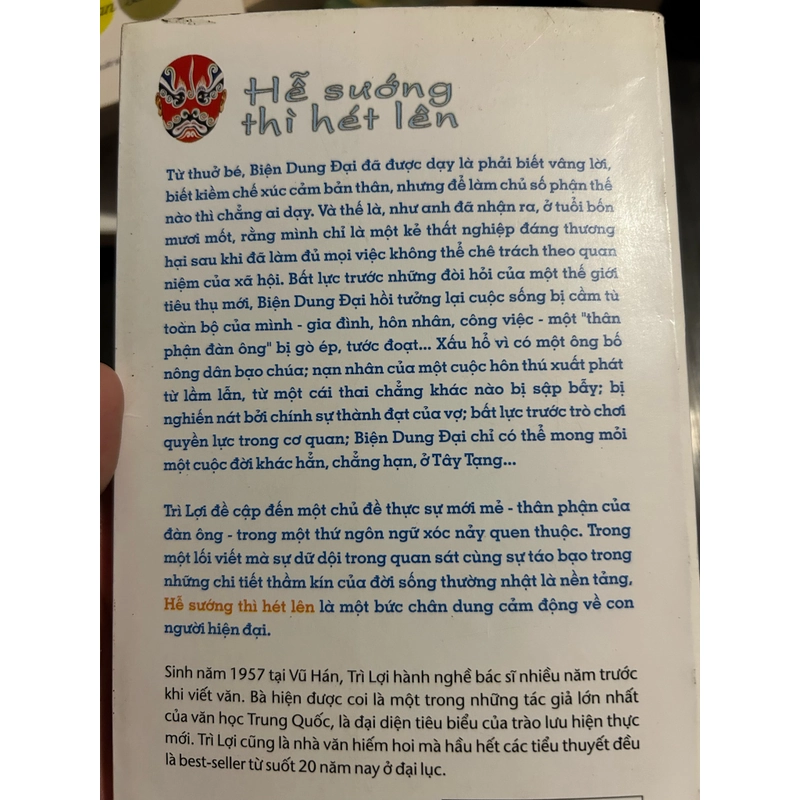 Hễ sướng
thì hét lên
Từ thuở bé, Biện Dung Đại đã được dạy là phải biết vâng lời,
biết kiềm chế xúc cảm bản thân, nhưng để làm chủ số phận thế
nào thì chẳng ai dạy. Và thế là, như anh đã nhận ra, ở tuổi bốn
mươi mốt, rằng mình chỉ là một kẻ thất nghiệp đáng thương
hại sau khi đã làm đủ mọi việc không thể chê trách theo quan
niệm của xã hội. Bất lực trước những đòi hỏi của một thế giới
tiêu thụ mới, Biện Dung Đại hồi tưởng lại cuộc sống bị cầm tù
toàn bộ của mình - gia đình, hôn nhân, công việc - một "thân
phận đàn ông" bị gò ép, tước đoạt... Xấu hổ vì có một ông bố
nông dân bạo chúa; nạn nhân của một cuộc hôn thú xuất phát
từ lầm lẫn, từ một cái thai chẳng khác nào bị sập bẫy; bị
nghiến nát bởi chính sự thành đạt của vợ; bất lực trước trò chơi
quyền lực trong cơ quan; Biện Dung Đại chỉ có thể mong mỏi
một cuộc đời khác hẳn, chẳng hạn, ở Tây Tạng...
Trì Lợi đề cập đến một chủ đề thực sự mới mẻ - thân phận của
đàn ông - trong một thứ ngôn ngữ xóc nảy quen thuộc. Trong
một lối viết mà sự dữ dội trong quan sát cùng sự táo bạo trong
những chi tiết thầm kín của đời sống thường nhật là nền tảng,
Hễ sướng thì hét lên là một bức chân dung cảm động về con
người hiện đại.
Sinh năm 1957 tại Vũ Hán, Trì Lợi hành nghề bác sĩ nhiều năm trước
khi viết văn. Bà hiện được coi là một trong những tác giả lớn nhất
của văn học Trung Quốc, là đại diện tiêu biểu của trào lưu hiện thực
mới. Trì Lợi cũng là nhà văn hiếm hoi mà hầu hết các tiểu thuyết đều
là best-seller từ suốt 20 năm nay ở đại lục.